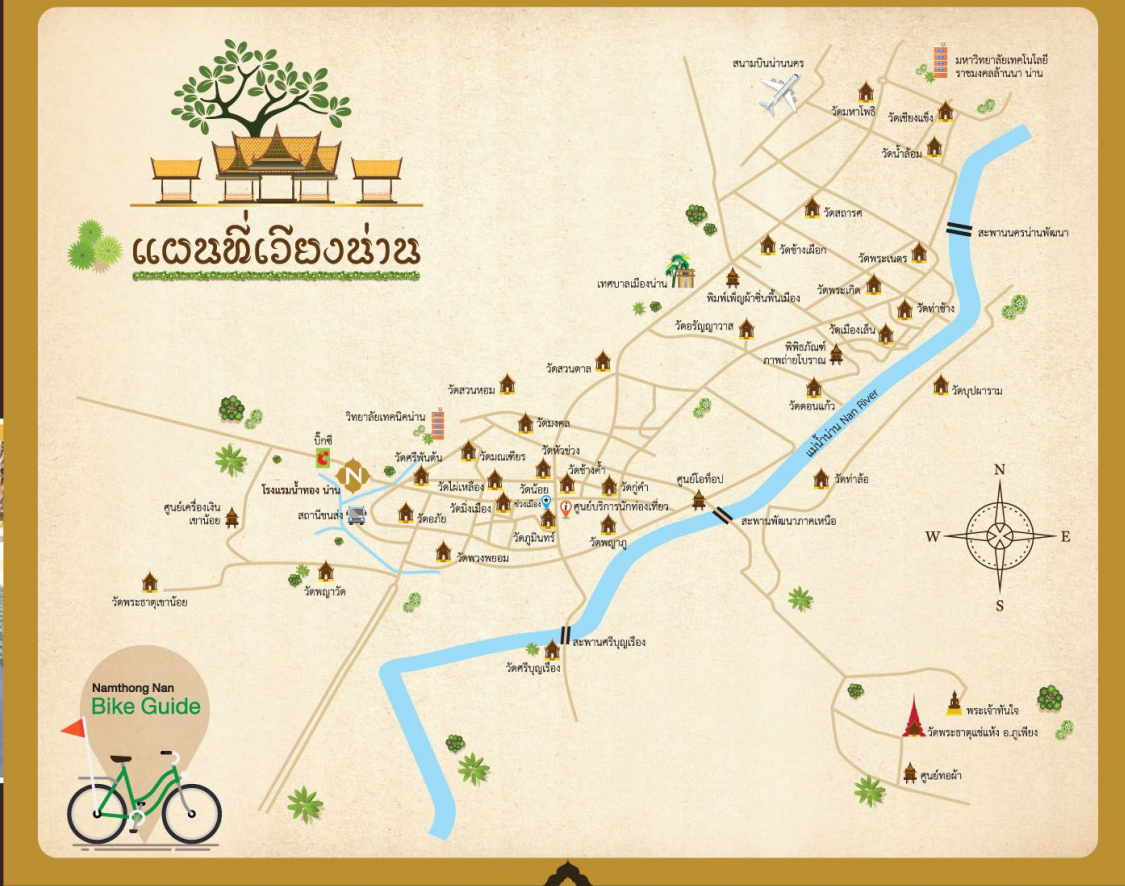 แผนที่เวียงน่าน
สนามบินน่านนคร
มหาวิทยาลัยเทคโนโลยี
ราชมงคลล้านนา น่าน
วัดมหาโพธิ
วัดเชียงแข็ง
วัดน้ำล้อม
วัดสถารศ
สะพานนครน่านพัฒนา
วัดช้างเผือก
วัดพระเนตร
เทศบาลเมืองน่าน
พิมพ์เพ็ญผ้าซิ่นพื้นเมือง
วัดพระเกิด
วัดท่าช้าง
วัดอรัญญาวาส
วัดเมืองเล็น
พิพิธภัณฑ์
ภาพถ่ายโบราณ
วัดสวนตาล
วัดสวนหอม
วัดดอนแก้ว
วัดบุปผาราม
แม่น้ำน่าน Nan River
วิทยาลัยเทคนิคน่าน
วัดมงคล
บิ๊กซี
วัดศรีพันต้น
วัดมณเฑียร
วัดหัวข่วง
วัดช้างค้ำ
N
โรงแรมน้ำทอง น่าน
วัดไผ่เหลือง
วัดน้อย
วัดกู่คำ
ศูนย์โอท็อป
วัดท่าล้อ
ศูนย์เครื่องเงิน
เขาน้อย
สถานีขนส่ง
วัดอภัย
วัดมิ่งเมือง
ข่วงเมือง
ศูนย์บริการนักท่องเที่ยว
สะพานพัฒนาภาคเหนือ
วัดภูมินทร์
วัดพญาภู
วัดพวงพยอม
วัดพญาวัด
วัดพระธาตุเขาน้อย
สะพานศรีบุญเรือง
วัดศรีบุญเรือง
N
W
E
S
พระเจ้าทันใจ
วัดพระธาตุแช่แห้ง อ.ภูเพียง
ศูนย์ทอผ้า
Namthong Nan
Bike Guide